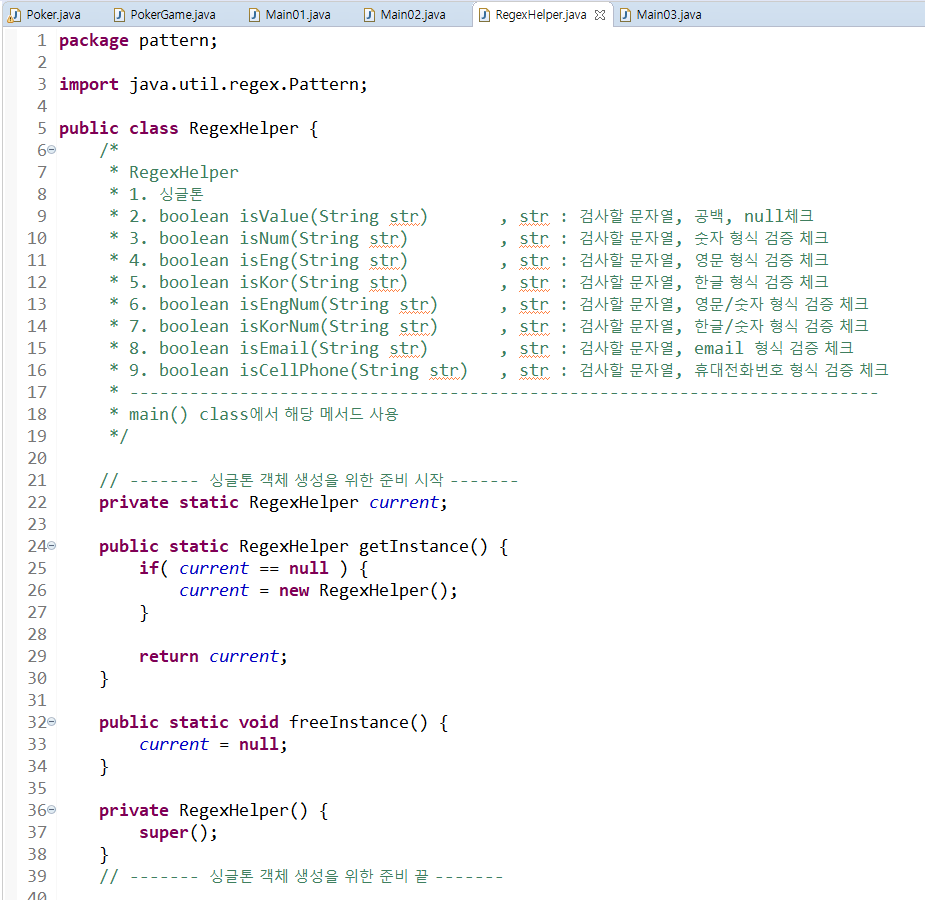 Poker.java PokerGame.java Main01.java Main02.java RegexHelper.java Main03.java
1 package pattern;
2
3 import java.util.regex.Pattern;
4
5 public class RegexHelper {
6 /*
7 * RegexHelper
8 * 1. 싱글톤
9 * 2. boolean isValue(String str) , str : 검사할 문자열, 공백, null체크
10 * 3. boolean isNum(String str) , str : 검사할 문자열, 숫자 형식 검증 체크
11 * 4. boolean isEng(String str) , str : 검사할 문자열, 영문 형식 검증 체크
12 * 5. boolean isKor(String str) , str : 검사할 문자열, 한글 형식 검증 체크
13 * 6. boolean isEngNum(String str) , str : 검사할 문자열, 영문/숫자 형식 검증 체크
14 * 7. boolean isKorNum(String str) , str : 검사할 문자열, 한글/숫자 형식 검증 체크
15 * 8. boolean isEmail(String str) , str : 검사할 문자열, email 형식 검증 체크
16 * 9. boolean isCellPhone(String str) , str : 검사할 문자열, 휴대전화번호 형식 검증 체크
17 * ---------------------------------------------------------------------------
18 * main() class에서 해당 메서드 사용
19 */
20
21 // ------- 싱글톤 객체 생성을 위한 준비 시작 -------
22 private static RegexHelper current;
23
24 public static RegexHelper getInstance() {
25 if( current == null ) {
26 current = new RegexHelper();
27 }
28
29 return current;
30 }
31
32 public static void freeInstance() {
33 current = null;
34 }
35
36 private RegexHelper() {
37 super();
38 }
39 // ------- 싱글톤 객체 생성을 위한 준비 끝 -------
40